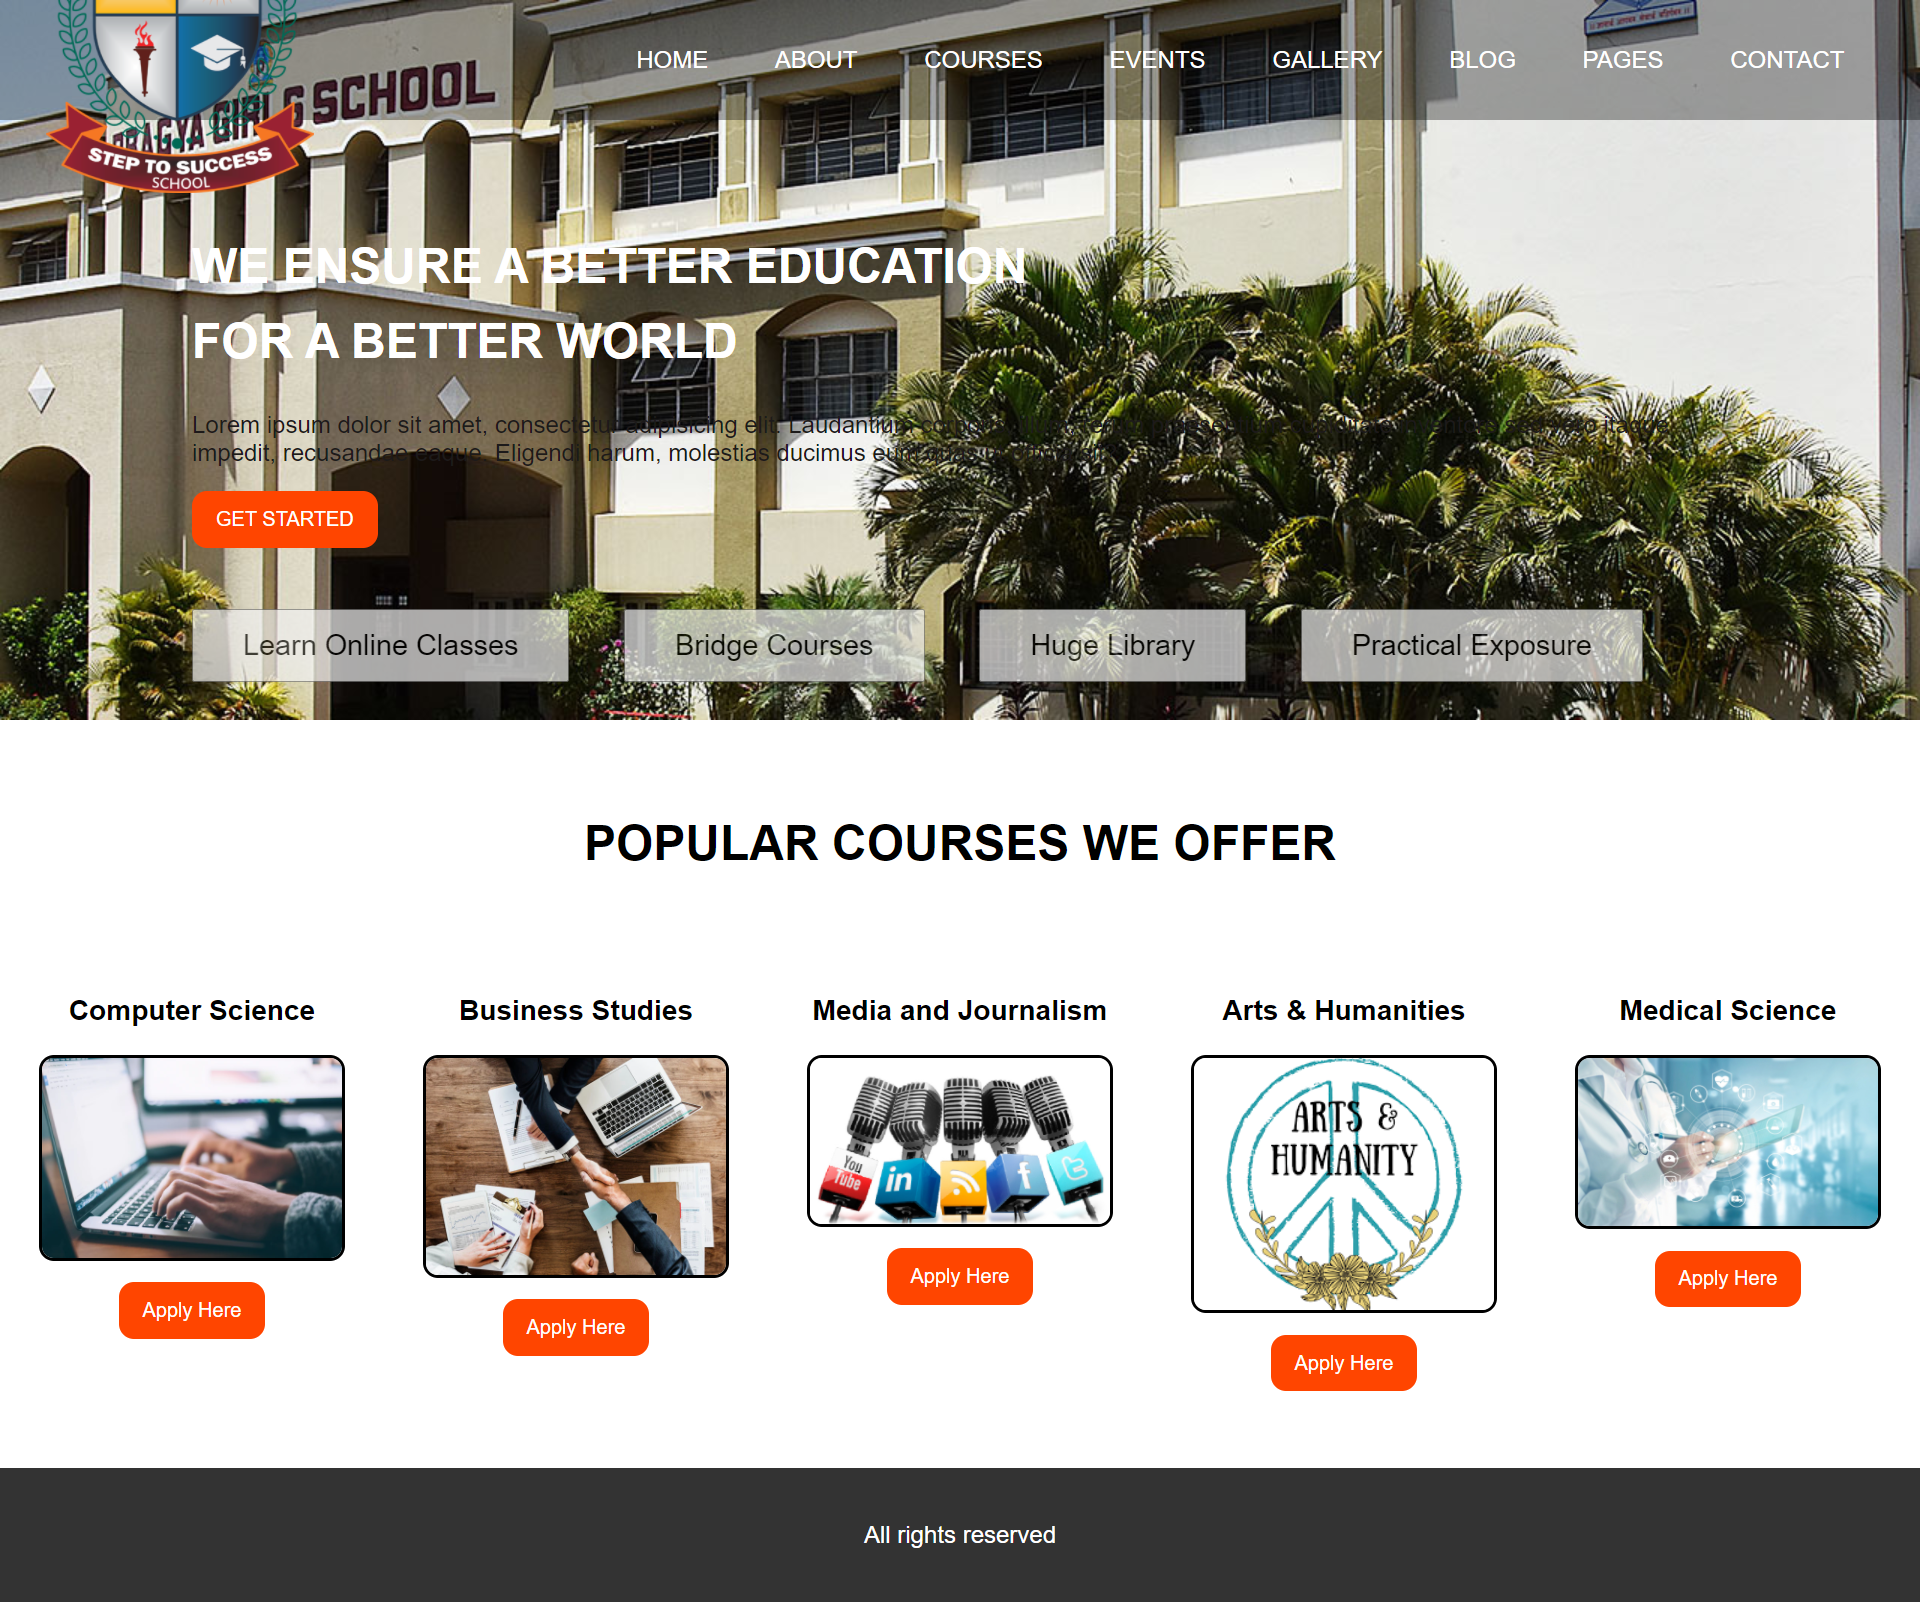 HOME ABOUT COURSES EVENTS GALLERY BLOG PAGES CONTACT
SCHOOL
STEP TO SUCCESS
SCHOOL
WE ENSURE A BETTER EDUCATION
FOR A BETTER WORLD
Lorem ipsum dolor sit amet, consectetur adipisicing elit. Laudantium
impedit, recusandae eaque. Eligendi harum, molestias ducimus eum
GET STARTED
Learn Online Classes Bridge Courses Huge Library Practical Exposure
POPULAR COURSES WE OFFER
Computer Science Business Studies Media and Journalism Arts & Humanities Medical Science
ARTS &
HUMANITY
You
Tube
in
f
t
Apply Here Apply Here Apply Here Apply Here Apply Here
All rights reserved